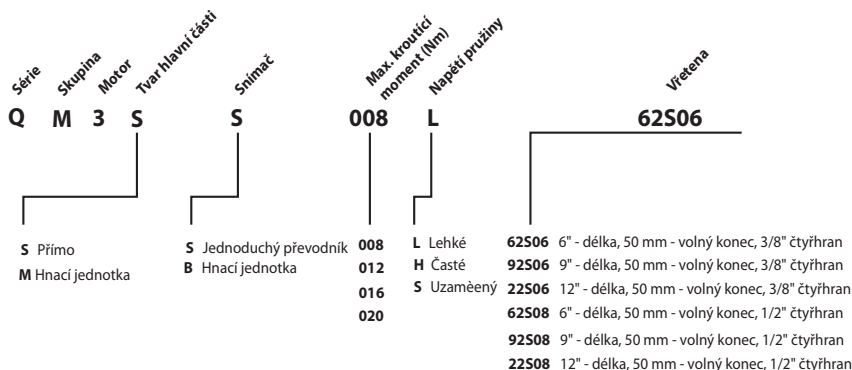 Série
Skupina
Motor
Tvar hlavní části
Snímač
Max. kroutící
moment (Nm)
Napětí pružiny
Vřetena
Q M 3 S S 008 L 62S06
S Přímo
M Hnací jednotka
S Jednoduchý převodník
B Hnací jednotka
008
012
016
020
L Lehké
H Časté
S Uzamèený
62S06 6" - délka, 50 mm - volný konec, 3/8" čtyřhran
92S06 9" - délka, 50 mm - volný konec, 3/8" čtyřhran
22S06 12" - délka, 50 mm - volný konec, 3/8" čtyřhran
62S08 6" - délka, 50 mm - volný konec, 1/2" čtyřhran
92S08 9" - délka, 50 mm - volný konec, 1/2" čtyřhran
22S08 12" - délka, 50 mm - volný konec, 1/2" čtyřhran